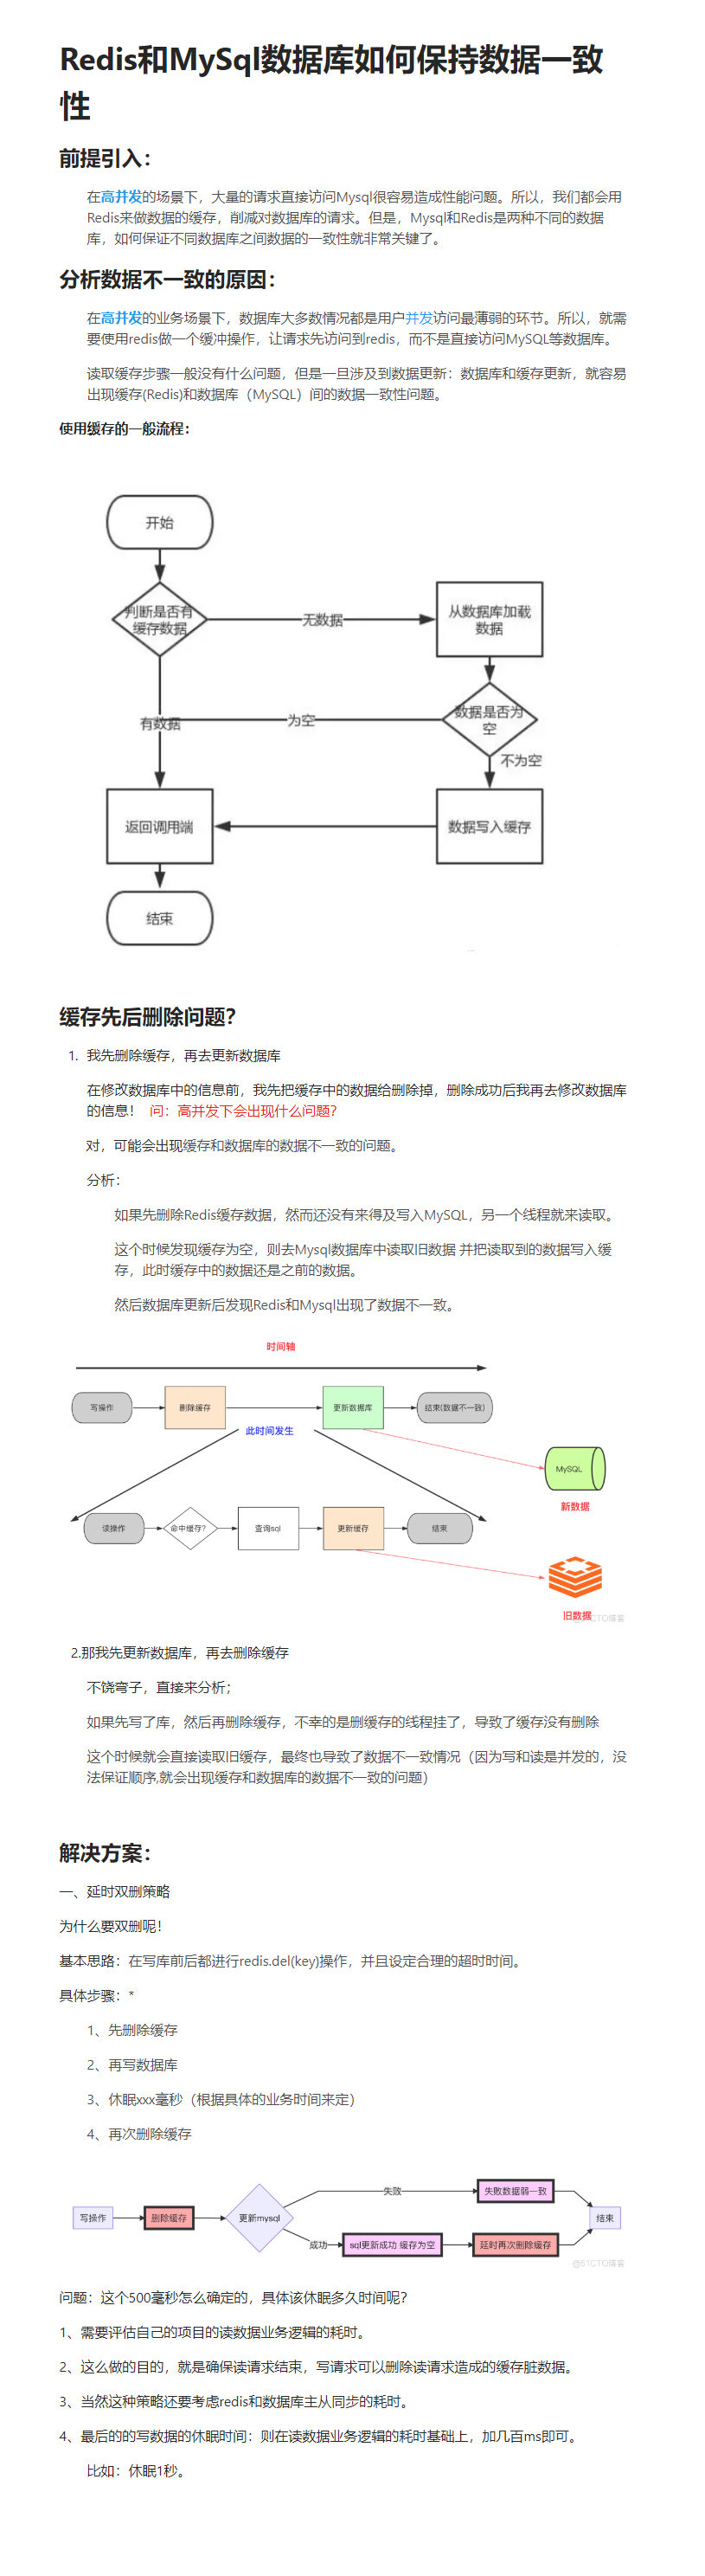 Redis和MySql数据库如何保持数据一致
性
前提引入：
在高并发的场景下，大量的请求直接访问Mysql很容易造成性能问题。所以，我们都会用
Redis来做数据的缓存，削减对数据库的请求。但是，Mysql和Redis是两种不同的数据
库，如何保证不同数据库之间数据的一致性就非常关键了。
分析数据不一致的原因：
在高并发的业务场景下，数据库大多数情况都是用户并发访问最薄弱的环节。所以，就需
要使用redis做一个缓冲操作，让请求先访问到redis，而不是直接访问MySQL等数据库。
读取缓存步骤一般没有什么问题，但是一旦涉及到数据更新：数据库和缓存更新，就容易
出现缓存(Redis)和数据库（MySQL）间的数据一致性问题。
使用缓存的一般流程：
开始
判断是否有
缓存数据
无数据
从数据库加载
数据
有数据
为空
数据是否为
空
不为空
返回调用端
数据写入缓存
结束
缓存先后删除问题？
1. 我先删除缓存，再去更新数据库
在修改数据库中的信息前，我先把缓存中的数据给删除掉，删除成功后我再去修改数据库
的信息！ 问：高并发下会出现什么问题？
对，可能会出现缓存和数据库的数据不一致的问题。
分析：
如果先删除Redis缓存数据，然而还没有来得及写入MySQL，另一个线程就来读取。
这个时候发现缓存为空，则去Mysql数据库中读取旧数据 并把读取到的数据写入缓
存，此时缓存中的数据还是之前的数据。
然后数据库更新后发现Redis和Mysql出现了数据不一致。
时间轴
写操作
删除缓存
更新数据库
结束(数据不一致)
此时间发生
MySQL
新数据
读操作
命中缓存?
查询sql
更新缓存
结束
旧数据
@51CTO博客
2.那我先更新数据库，再去删除缓存
不饶弯子，直接来分析；
如果先写了库，然后再删除缓存，不幸的是删缓存的线程挂了，导致了缓存没有删除
这个时候就会直接读取旧缓存，最终也导致了数据不一致情况（因为写和读是并发的，没
法保证顺序,就会出现缓存和数据库的数据不一致的问题）
解决方案：
一、延时双删策略
为什么要双删呢！
基本思路：在写库前后都进行redis.del(key)操作，并且设定合理的超时时间。
具体步骤：*
1、先删除缓存
2、再写数据库
3、休眠xxx毫秒（根据具体的业务时间来定）
4、再次删除缓存
失败
失败数据弱一致
写操作
删除缓存
更新mysql
结束
成功
sql更新成功 缓存为空
延时再次删除缓存
@51CTO博客
问题：这个500毫秒怎么确定的，具体该休眠多久时间呢？
1、需要评估自己的项目的读数据业务逻辑的耗时。
2、这么做的目的，就是确保读请求结束，写请求可以删除读请求造成的缓存脏数据。
3、当然这种策略还要考虑redis和数据库主从同步的耗时。
4、最后的的写数据的休眠时间：则在读数据业务逻辑的耗时基础上，加几百ms即可。
比如：休眠1秒。